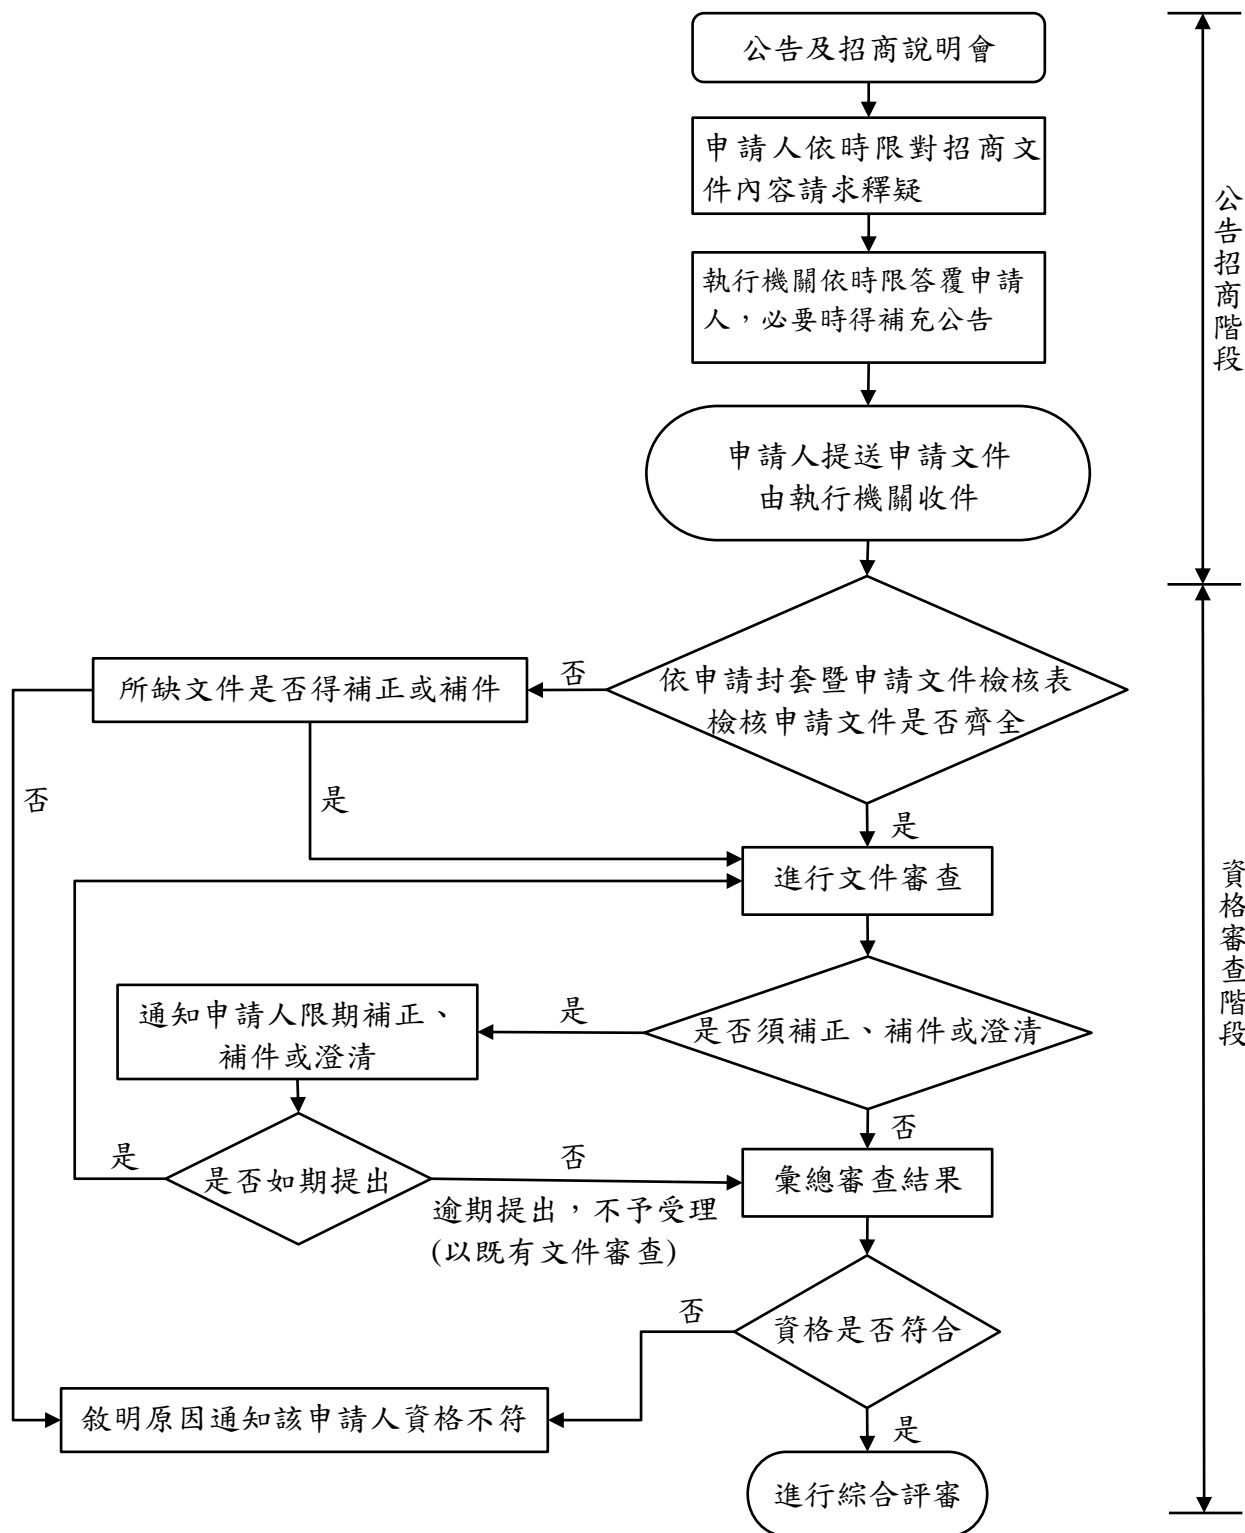 公告及招商說明會
申請人依時限對招商文
件內容請求釋疑
執行機關依時限答覆申請
人，必要時得補充公告
申請人提送申請文件
由執行機關收件
公告招商階段
依申請封套暨申請文件檢核表
檢核申請文件是否齊全
否
所缺文件是否得補正或補件
否
是
是
進行文件審查
是否須補正、補件或澄清
是
通知申請人限期補正、
補件或澄清
否
是否如期提出
是
否
逾期提出，不予受理
(以既有文件審查)
彙總審查結果
資格是否符合
否
敘明原因通知該申請人資格不符
是
進行綜合評審
資格審查階段